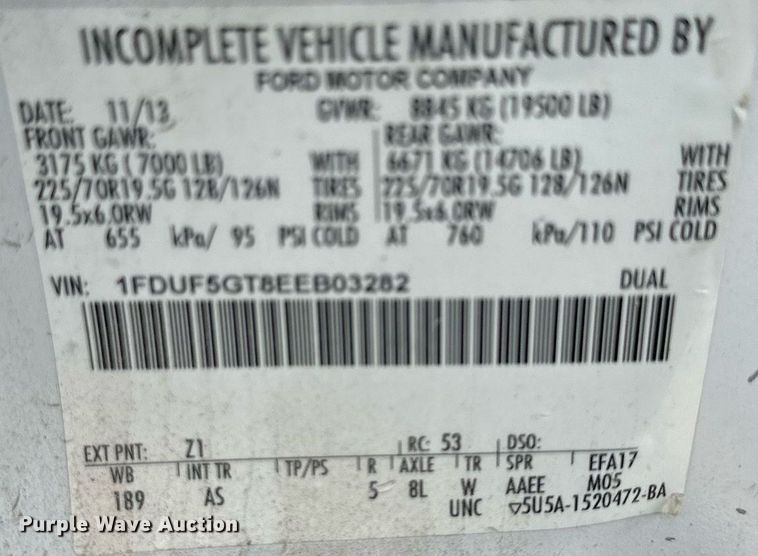 INCOMPLETE VEHICLE MANUFACTURED BY
FORD MOTOR COMPANY
DATE: 11/13 GVWR: 8845 KG (19500 LB)
FRONT GAWR: REAR GAWR:
3175 KG ( 7000 LB) WITH 6671 KG (14706 LB) WITH
225/70R19.5G 128/126N TIRES 225/70R19.5G 128/126N TIRES
19.5x6.0RW RIMS 19.5x6.0RW RIMS
AT 655 kPa/ 95 PSI COLD AT 760 kPa/110 PSI COLD
VIN: 1FDUF5GT8EEB03282 DUAL
EXT PNT: Z1 RC: 53 DSO:
WB INT TR TP/PS R AXLE TR SPR EFA17
189 AS 5 8L W AAEE M05
UNC ▽5U5A-1520472-BA
Purple Wave Auction